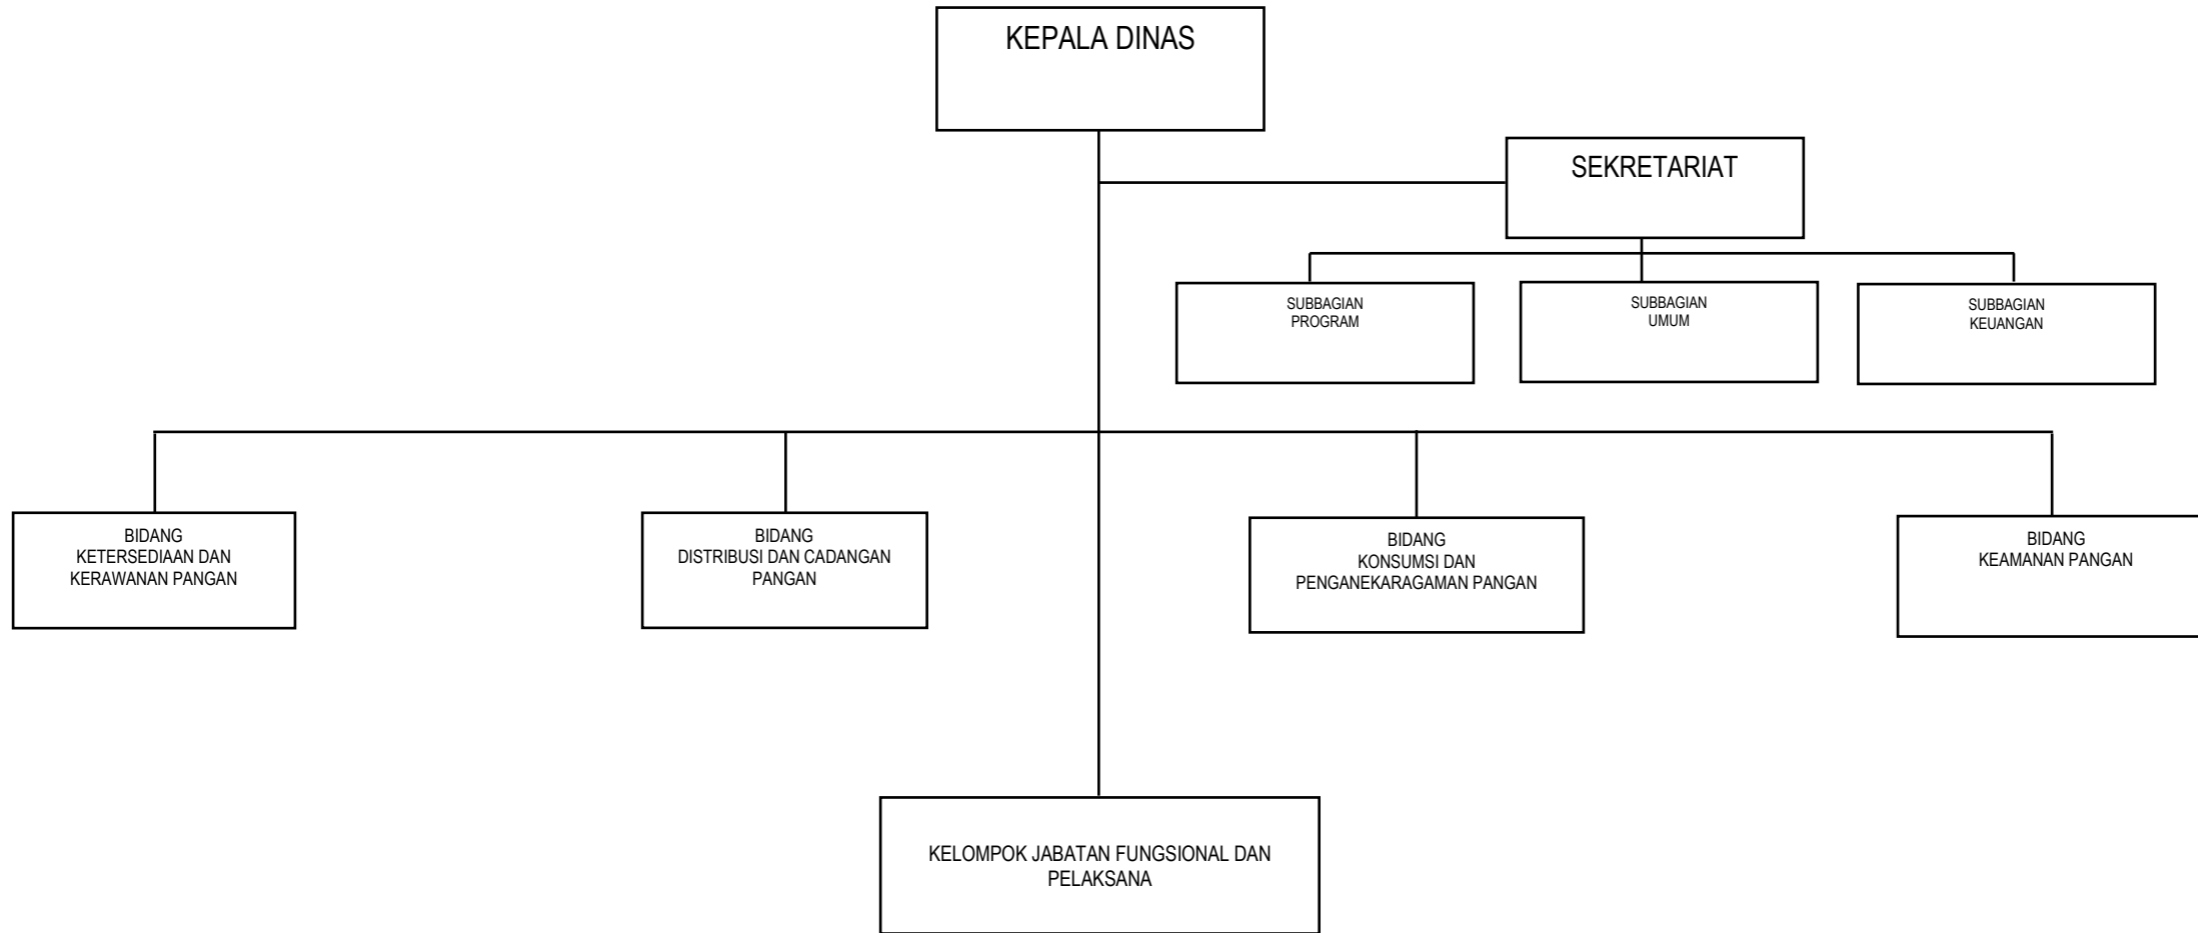 KEPALA DINAS
SEKRETARIAT
SUBBAGIAN
PROGRAM
SUBBAGIAN
UMUM
SUBBAGIAN
KEUANGAN
BIDANG
KETERSEDIAAN DAN
KERAWANAN PANGAN
BIDANG
DISTRIBUSI DAN CADANGAN
PANGAN
BIDANG
KONSUMSI DAN
PENGANEKARAGAMAN PANGAN
BIDANG
KEAMANAN PANGAN
KELOMPOK JABATAN FUNGSIONAL DAN
PELAKSANA